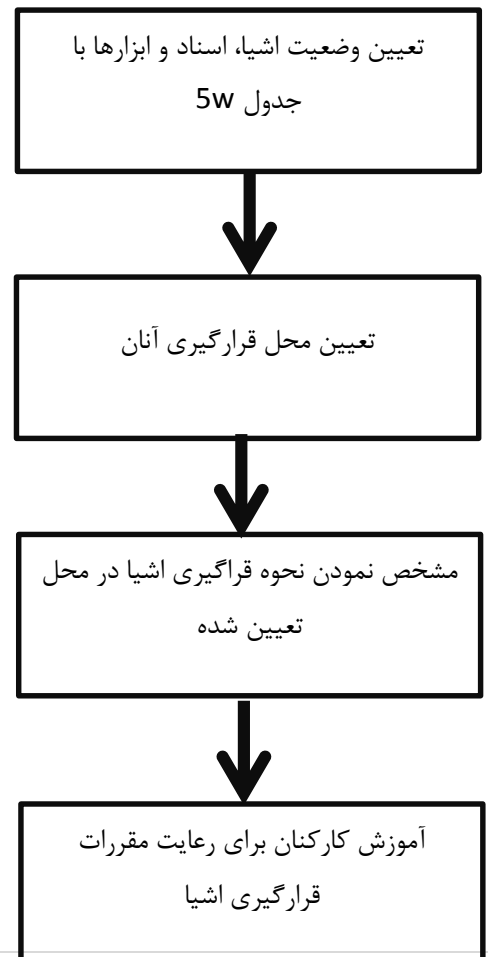 تعیین وضعیت اشیا، اسناد و ابزارها با
جدول 5w
تعیین محل قرارگیری آنان
مشخص نمودن نحوه قراگیری اشیا در محل
تعیین شده
آموزش کارکنان برای رعایت مقررات
قرارگیری اشیا